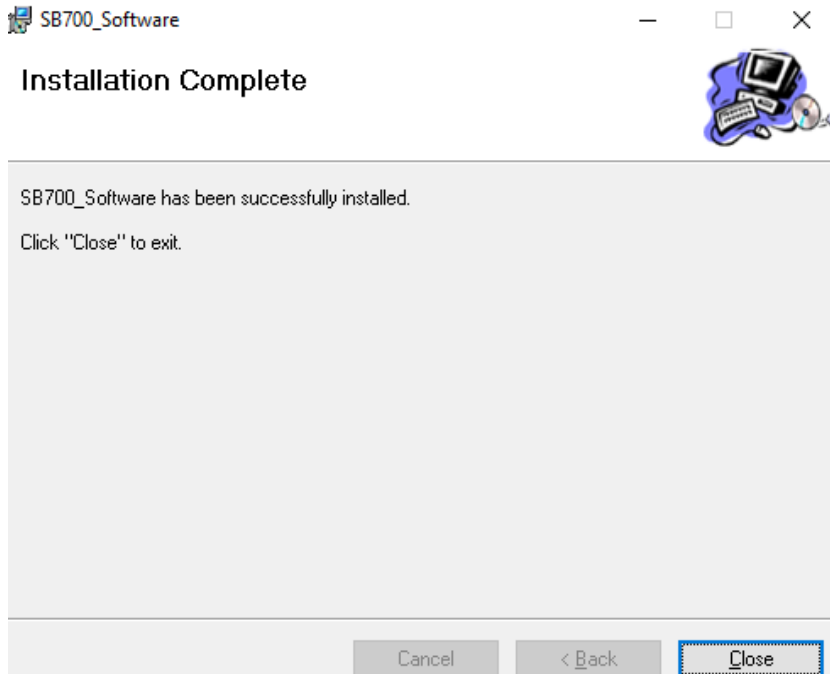 SB700_Software
Installation Complete
SB700_Software has been successfully installed.
Click "Close" to exit.
Cancel
< Back
Close